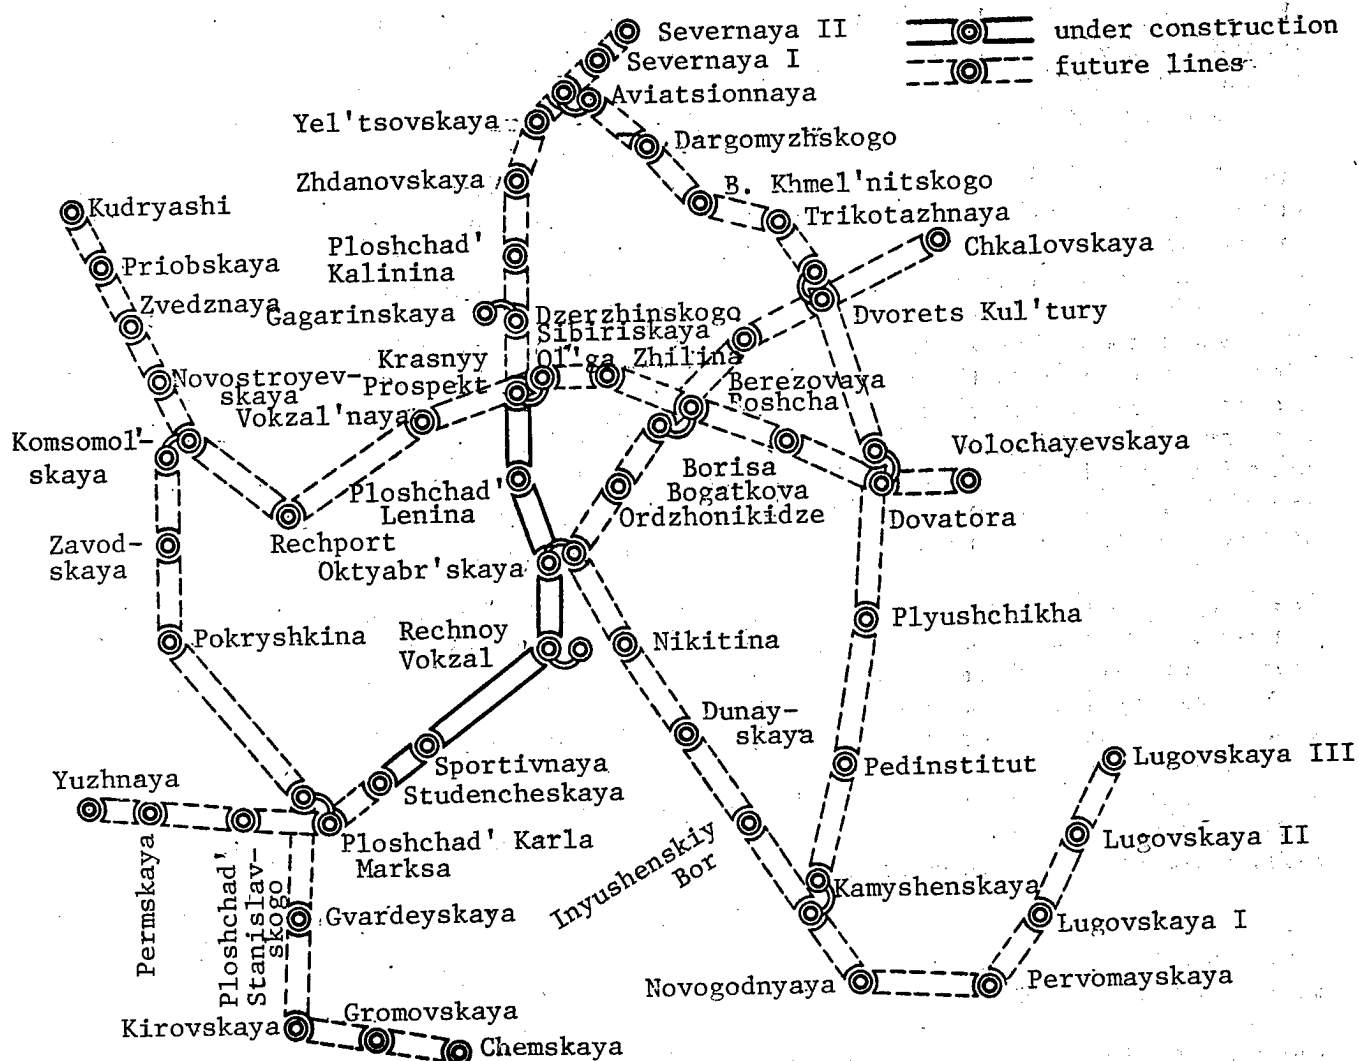 Severnaya II
under construction
Severnaya I
future lines
Aviatsionnaya
Yel'tsovskaya
Dargomyzhskogo
Zhdanovskaya
B. Khmel'nitskogo
Kudryashi
Trikotazhnaya
Ploshchad'
Kalinina
Chkalovskaya
Priobskaya
Zvedznaya
Gagarinskaya
Dzerzhinskogo
Sibiriskaya
Dvorets Kul'tury
Krasnyy
Prospekt
Ol'ga Zhilina
Novostroyev-
skaya
Berezovaya
Roshcha
Vokzal'naya
Komsomol'-
skaya
Volochayevskaya
Borisa
Bogatkova
Ploshchad'
Lenina
Ordzhonikidze
Dovatora
Zavod-
skaya
Rechport
Oktyabr'skaya
Plyushchikha
Pokryshkina
Rechnoy
Vokzal
Nikitina
Dunay-
skaya
Yuzhnaya
Sportivnaya
Studencheskaya
Pedinstitut
Lugovskaya III
Ploshchad' Karla
Marksa
Permskaya
Ploshchad'
Stanislav-
skogo
Inyushenskiy
Bor
Lugovskaya II
Kamyshenskaya
Gvardeyskaya
Lugovskaya I
Novogodnyaya
Pervomayskaya
Kirovskaya
Gromovskaya
Chemskaya